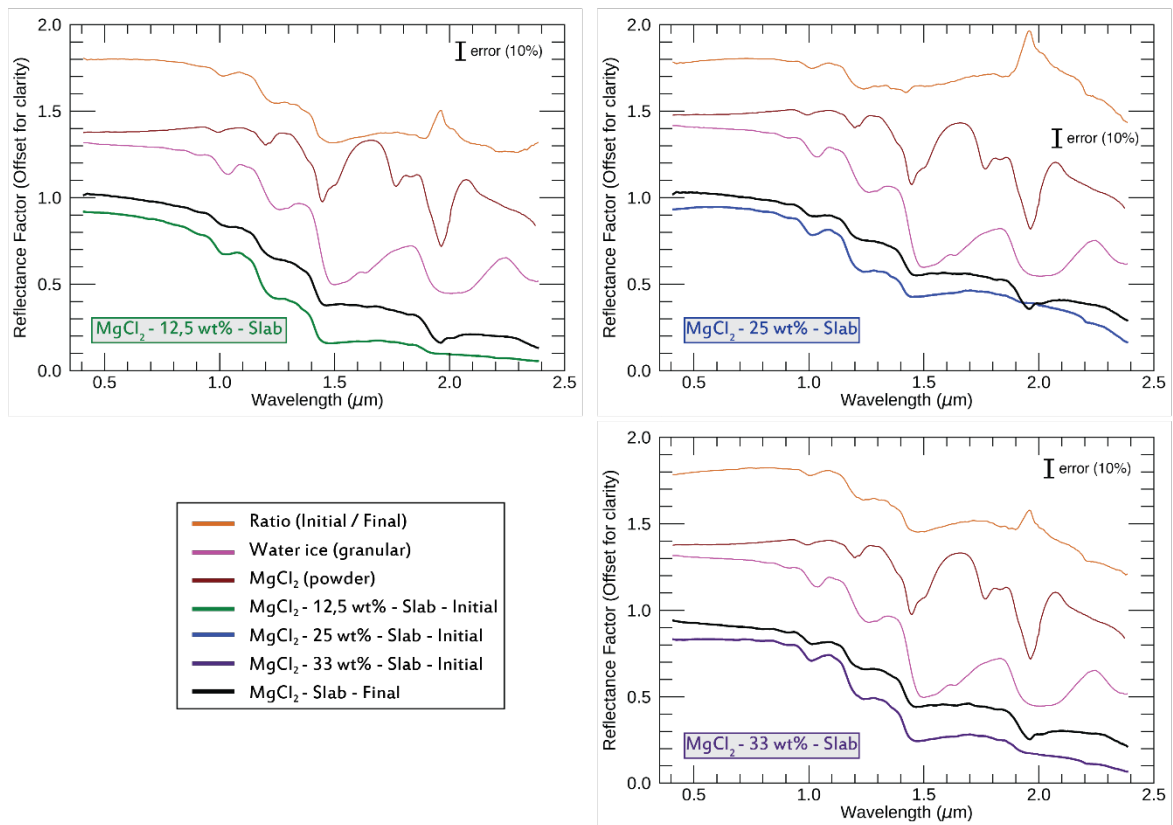 2.0
1.5
1.0
0.5
0.0
Reflectance Factor (Offset for clarity)
error (10%)
MgCl₂ - 12,5 wt% - Slab
0.5 1.0 1.5 2.0 2.5
Wavelength (μm)
2.0
1.5
1.0
0.5
0.0
Reflectance Factor (Offset for clarity)
error (10%)
error (10%)
MgCl₂ - 25 wt% - Slab
0.5 1.0 1.5 2.0 2.5
Wavelength (μm)
Ratio (Initial / Final)
Water ice (granular)
MgCl₂ (powder)
MgCl₂ - 12,5 wt% - Slab - Initial
MgCl₂ - 25 wt% - Slab - Initial
MgCl₂ - 33 wt% - Slab - Initial
MgCl₂ - Slab - Final
2.0
1.5
1.0
0.5
0.0
Reflectance Factor (Offset for clarity)
error (10%)
MgCl₂ - 33 wt% - Slab
0.5 1.0 1.5 2.0 2.5
Wavelength (μm)